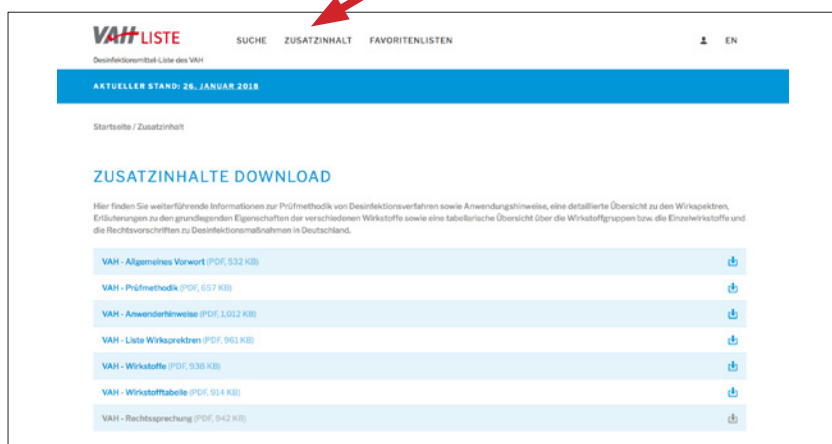 VAH LISTE
SUCHE ZUSATZINHALT FAVORITENLISTEN
EN
Desinfektionsmittel-Liste des VAH
AKTUELLER STAND: 26. JANUAR 2018
Startseite / Zusatzinhalt
ZUSATZINHALTE DOWNLOAD
Hier finden Sie weiterführende Informationen zur Prüfmethodik von Desinfektionsverfahren sowie Anwendungshinweise, eine detaillierte Übersicht zu den Wirkspektren,
Erläuterungen zu den grundlegenden Eigenschaften der verschiedenen Wirkstoffe sowie eine tabellarische Übersicht über die Wirkstoffgruppen bzw. die Einzelwirkstoffe und
die Rechtsvorschriften zu Desinfektionsmaßnahmen in Deutschland.
VAH - Allgemeines Vorwort (PDF, 532 KB)
VAH - Prüfmethodik (PDF, 657 KB)
VAH - Anwenderhinweise (PDF, 1,012 KB)
VAH - Liste Wirksprektren (PDF, 961 KB)
VAH - Wirkstoffe (PDF, 938 KB)
VAH - Wirkstofftabelle (PDF, 914 KB)
VAH - Rechtssprechung (PDF, 942 KB)